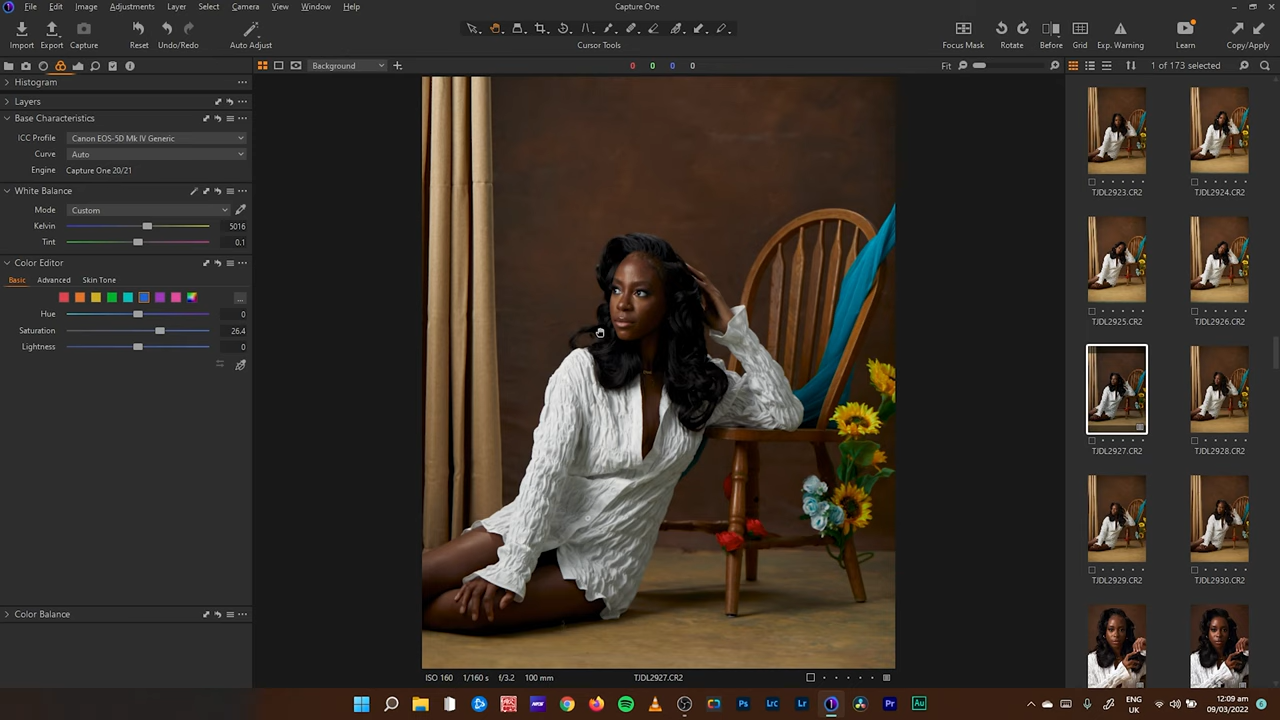 Capture One
File Edit Image Adjustments Layer Select Camera View Window Help
Import Export Capture Reset Undo/Redo Auto Adjust Cursor Tools Focus Mask Rotate Before Grid Exp. Warning Learn Copy/Apply
Background 0 0 0 0 Fit 1 of 173 selected
Histogram
Layers
Base Characteristics
ICC Profile Canon EOS-5D Mk IV Generic
Curve Auto
Engine Capture One 20/21
White Balance
Mode Custom
Kelvin 5016
Tint 0.1
Color Editor
Basic Advanced Skin Tone
Hue 0
Saturation 26.4
Lightness 0
Color Balance
TJDL2923.CR2 TJDL2924.CR2
TJDL2925.CR2 TJDL2926.CR2
TJDL2927.CR2 TJDL2928.CR2
TJDL2929.CR2 TJDL2930.CR2
ISO 160 1/160 s f/3.2 100 mm TJDL2927.CR2
Ps LrC Lr Pr Au
ENG
UK
12:09 am
09/03/2022